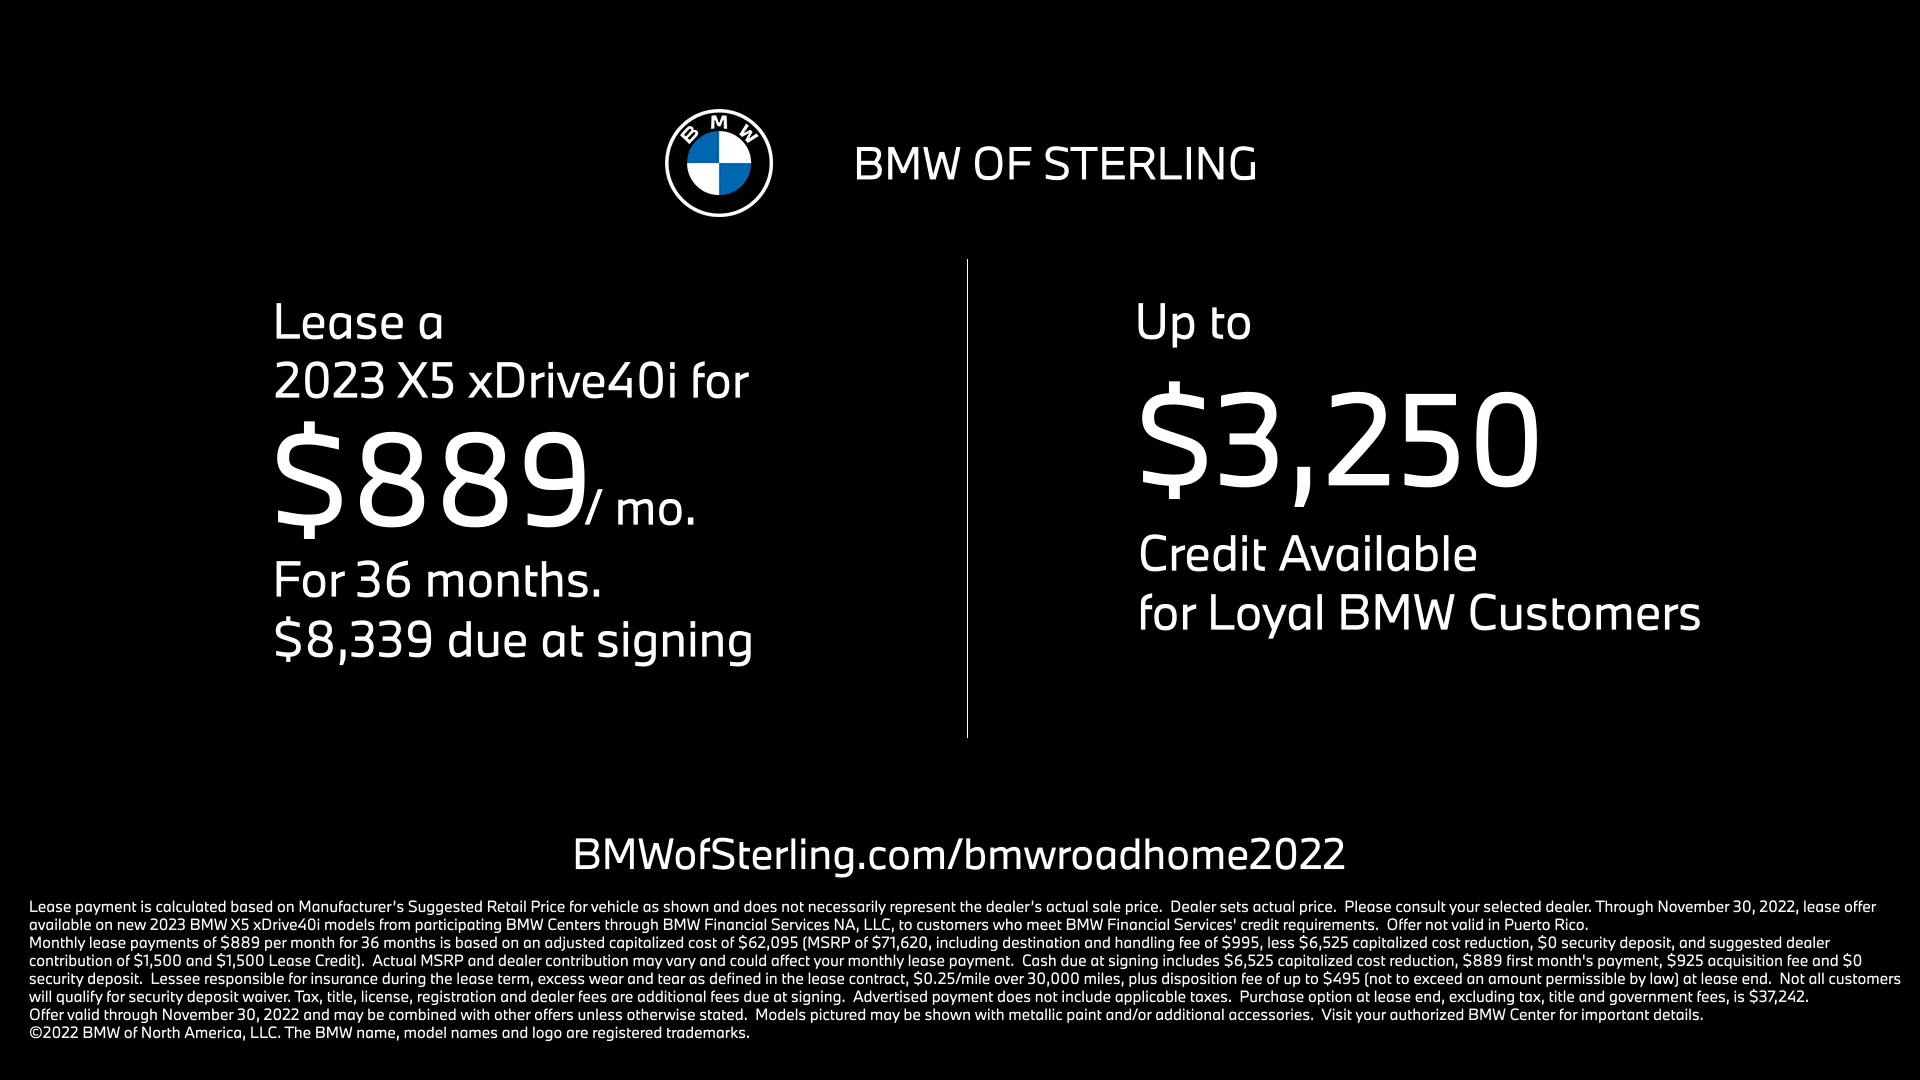 BMW
BMW OF STERLING
Lease a
2023 X5 xDrive40i for
$889/ mo.
For 36 months.
$8,339 due at signing
Up to
$3,250
Credit Available
for Loyal BMW Customers
BMWofSterling.com/bmwroadhome2022
Lease payment is calculated based on Manufacturer's Suggested Retail Price for vehicle as shown and does not necessarily represent the dealer's actual sale price. Dealer sets actual price. Please consult your selected dealer. Through November 30, 2022, lease offer
available on new 2023 BMW X5 xDrive40i models from participating BMW Centers through BMW Financial Services NA, LLC, to customers who meet BMW Financial Services' credit requirements. Offer not valid in Puerto Rico.
Monthly lease payments of $889 per month for 36 months is based on an adjusted capitalized cost of $62,095 (MSRP of $71,620, including destination and handling fee of $995, less $6,525 capitalized cost reduction, $0 security deposit, and suggested dealer
contribution of $1,500 and $1,500 Lease Credit). Actual MSRP and dealer contribution may vary and could affect your monthly lease payment. Cash due at signing includes $6,525 capitalized cost reduction, $889 first month's payment, $925 acquisition fee and $0
security deposit. Lessee responsible for insurance during the lease term, excess wear and tear as defined in the lease contract, $0.25/mile over 30,000 miles, plus disposition fee of up to $495 (not to exceed an amount permissible by law) at lease end. Not all customers
will qualify for security deposit waiver. Tax, title, license, registration and dealer fees are additional fees due at signing. Advertised payment does not include applicable taxes. Purchase option at lease end, excluding tax, title and government fees, is $37,242.
Offer valid through November 30, 2022 and may be combined with other offers unless otherwise stated. Models pictured may be shown with metallic paint and/or additional accessories. Visit your authorized BMW Center for important details.
©2022 BMW of North America, LLC. The BMW name, model names and logo are registered trademarks.